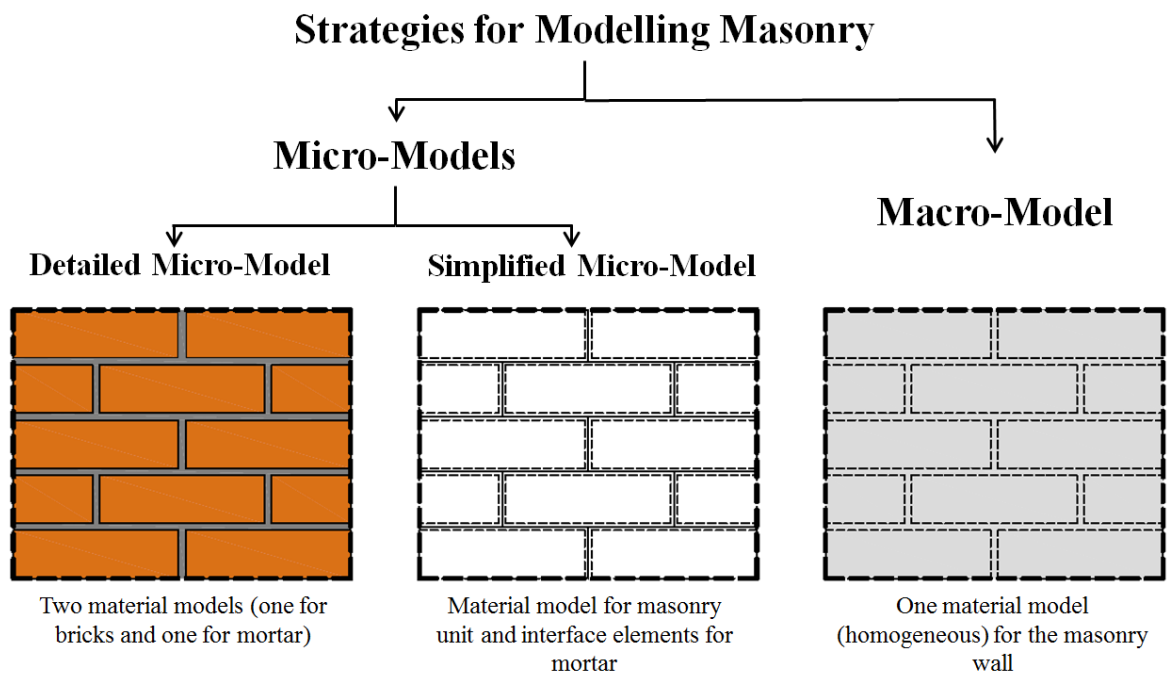 Strategies for Modelling Masonry
Micro-Models
Macro-Model
Detailed Micro-Model
Simplified Micro-Model
Two material models (one for
bricks and one for mortar)
Material model for masonry
unit and interface elements for
mortar
One material model
(homogeneous) for the masonry
wall